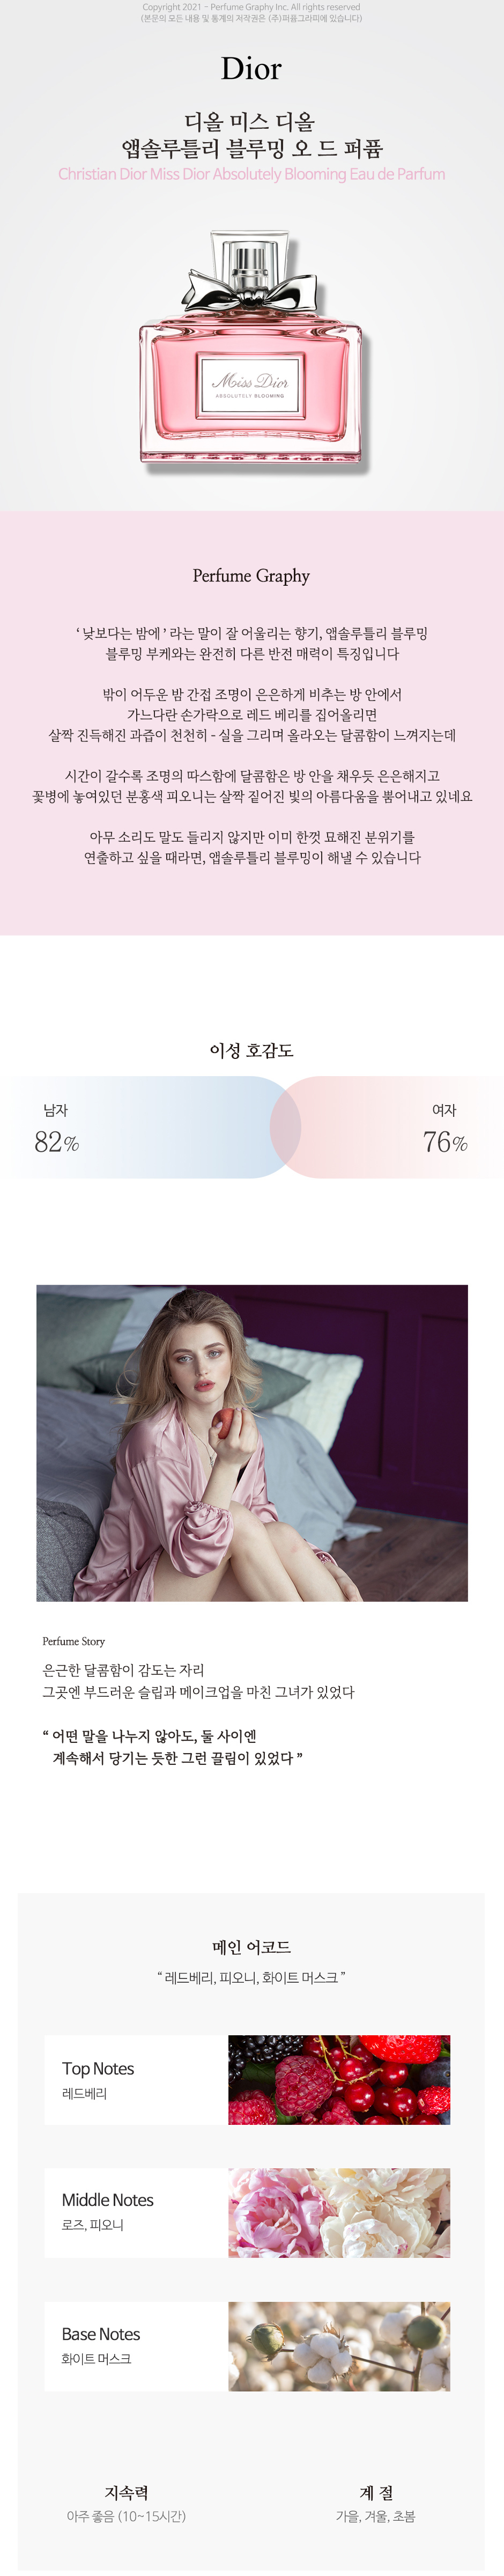 Copyright 2021 - Perfume Graphy Inc. All rights reserved
(본문의 모든 내용 및 통계의 저작권은 (주)퍼퓸그라피에 있습니다)
Dior
디올 미스 디올
앱솔루틀리 블루밍 오 드 퍼퓸
Christian Dior Miss Dior Absolutely Blooming Eau de Parfum
Miss Dior
ABSOLUTELY BLOOMING
Perfume Graphy
‘ 낮보다는 밤에 ’ 라는 말이 잘 어울리는 향기, 앱솔루틀리 블루밍
블루밍 부케와는 완전히 다른 반전 매력이 특징입니다
밖이 어두운 밤 간접 조명이 은은하게 비추는 방 안에서
가느다란 손가락으로 레드 베리를 집어올리면
살짝 진득해진 과즙이 천천히 - 실을 그리며 올라오는 달콤함이 느껴지는데
시간이 갈수록 조명의 따스함에 달콤함은 방 안을 채우듯 은은해지고
꽃병에 놓여있던 분홍색 피오니는 살짝 짙어진 빛의 아름다움을 뿜어내고 있네요
아무 소리도 말도 들리지 않지만 이미 한껏 묘해진 분위기를
연출하고 싶을 때라면, 앱솔루틀리 블루밍이 해낼 수 있습니다
이성 호감도
남자
여자
82%
76%
Perfume Story
은근한 달콤함이 감도는 자리
그곳엔 부드러운 슬립과 메이크업을 마친 그녀가 있었다
“ 어떤 말을 나누지 않아도, 둘 사이엔
계속해서 당기는 듯한 그런 끌림이 있었다 ”
메인 어코드
“ 레드베리, 피오니, 화이트 머스크 ”
Top Notes
레드베리
Middle Notes
로즈, 피오니
Base Notes
화이트 머스크
지속력
계 절
아주 좋음 (10~15시간)
가을, 겨울, 초봄